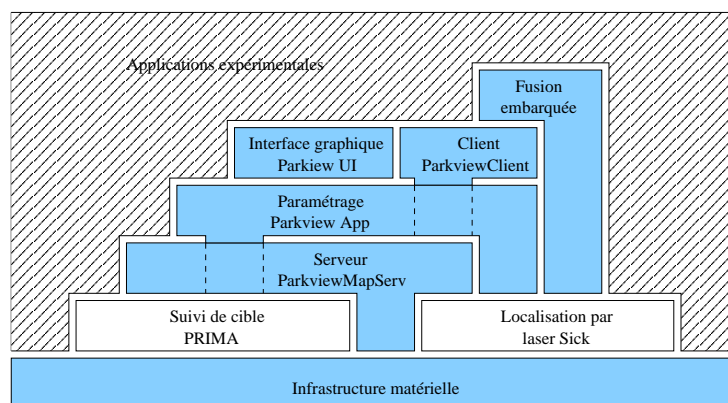 Applications expérimentales
Fusion
embarquée
Interface graphique
Parkiew UI
Client
ParkviewClient
Paramétrage
Parkview App
Serveur
ParkviewMapServ
Suivi de cible
PRIMA
Localisation par
laser Sick
Infrastructure matérielle